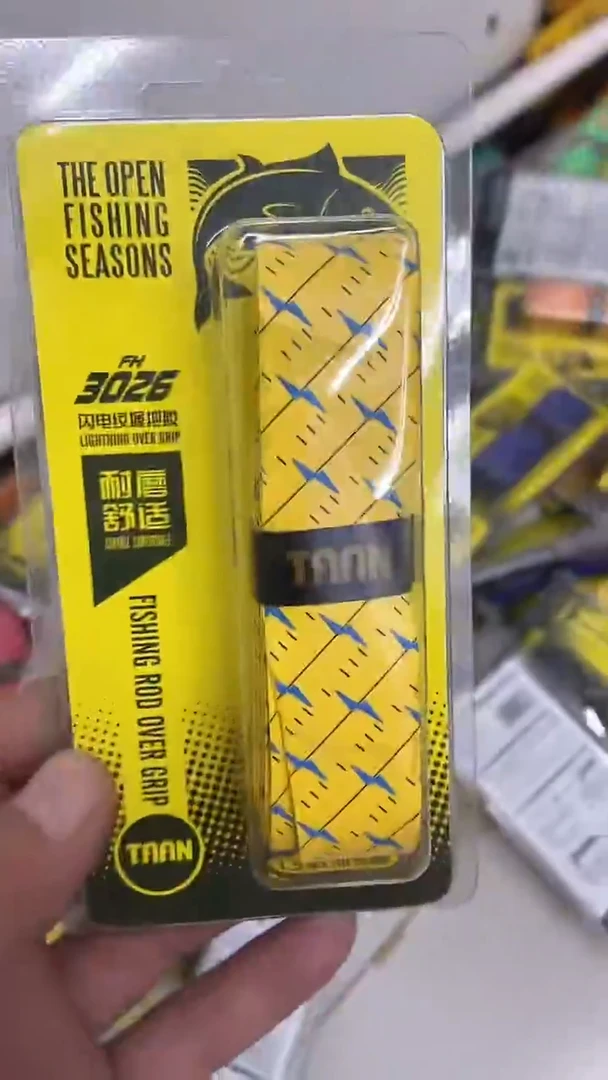 THE OPEN
FISHING
SEASONS
FH
3026
闪电纹握把胶
LIGHTNING OVER GRIP
耐磨
舒适
FISHING ROD OVER GRIP
TAAN
TAAN